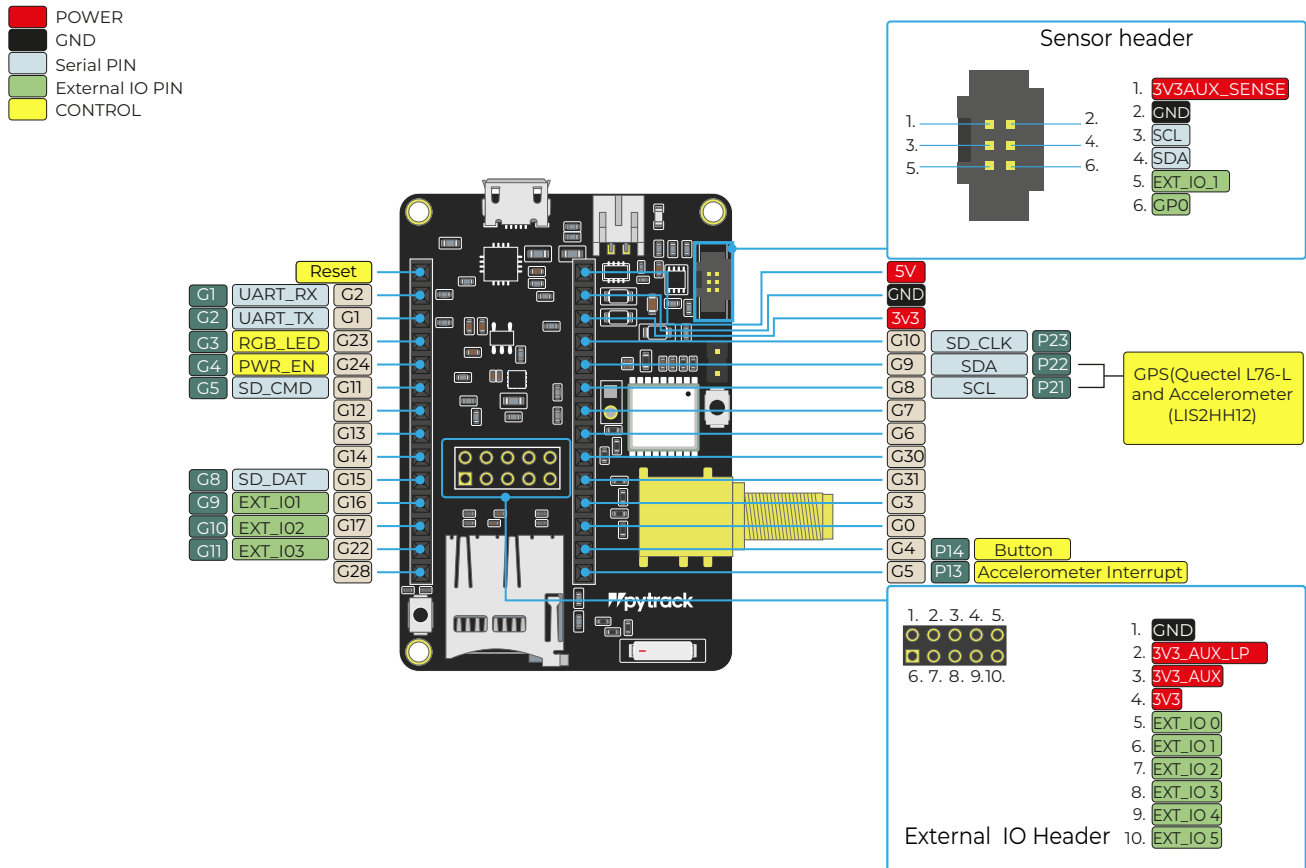 POWER
GND
Serial PIN
External IO PIN
CONTROL
Sensor header
1. 2.
3. 4.
5. 6.
1. 3V3AUX_SENSE
2. GND
3. SCL
4. SDA
5. EXT_IO_1
6. GP0
Reset
G1 UART_RX G2
G2 UART_TX G1
G3 RGB_LED G23
G4 PWR_EN G24
G5 SD_CMD G11
G12
G13
G14
G8 SD_DAT G15
G9 EXT_I01 G16
G10 EXT_I02 G17
G11 EXT_I03 G22
G28
5V
GND
3V3
G10 SD_CLK P23
G9 SDA P22
G8 SCL P21
G7
G6
G30
G31
G3
G0
G4 P14 Button
G5 P13 Accelerometer Interrupt
GPS(Quectel L76-L
and Accelerometer
(LIS2HH12)
pytrack
1. 2. 3. 4. 5.
6. 7. 8. 9.10.
1. GND
2. 3V3_AUX_LP
3. 3V3_AUX
4. 3V3
5. EXT_IO 0
6. EXT_IO 1
7. EXT_IO 2
8. EXT_IO 3
9. EXT_IO 4
10. EXT_IO 5
External IO Header